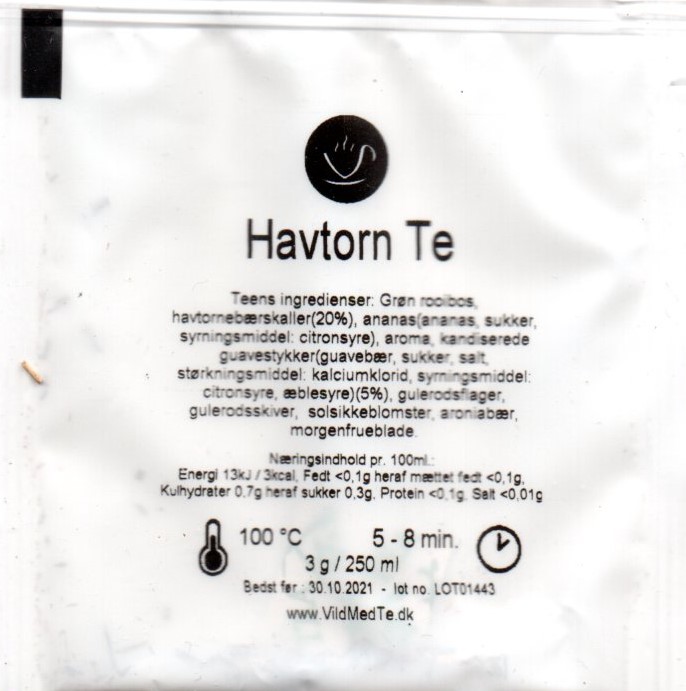 Havtorn Te
Teens ingredienser: Grøn rooibos,
havtornebærskaller(20%), ananas(ananas, sukker,
syrningsmiddel: citronsyre), aroma, kandiserede
guavestykker(guavebær, sukker, salt,
størkningsmiddel: kalciumklorid, syrningsmiddel:
citronsyre, æblesyre)(5%), gulerodsflager,
gulerodsskiver, solsikkeblomster, aroniabær,
morgenfrueblade.
Næringsindhold pr. 100ml.:
Energi 13kJ / 3kcal, Fedt <0,1g heraf mættet fedt <0,1g,
Kulhydrater 0,7g heraf sukker 0,3g, Protein <0,1g, Salt <0,01g
100 °C 5 - 8 min.
3 g / 250 ml
Bedst før : 30.10.2021 - lot no. LOT01443
www.VildMedTe.dk